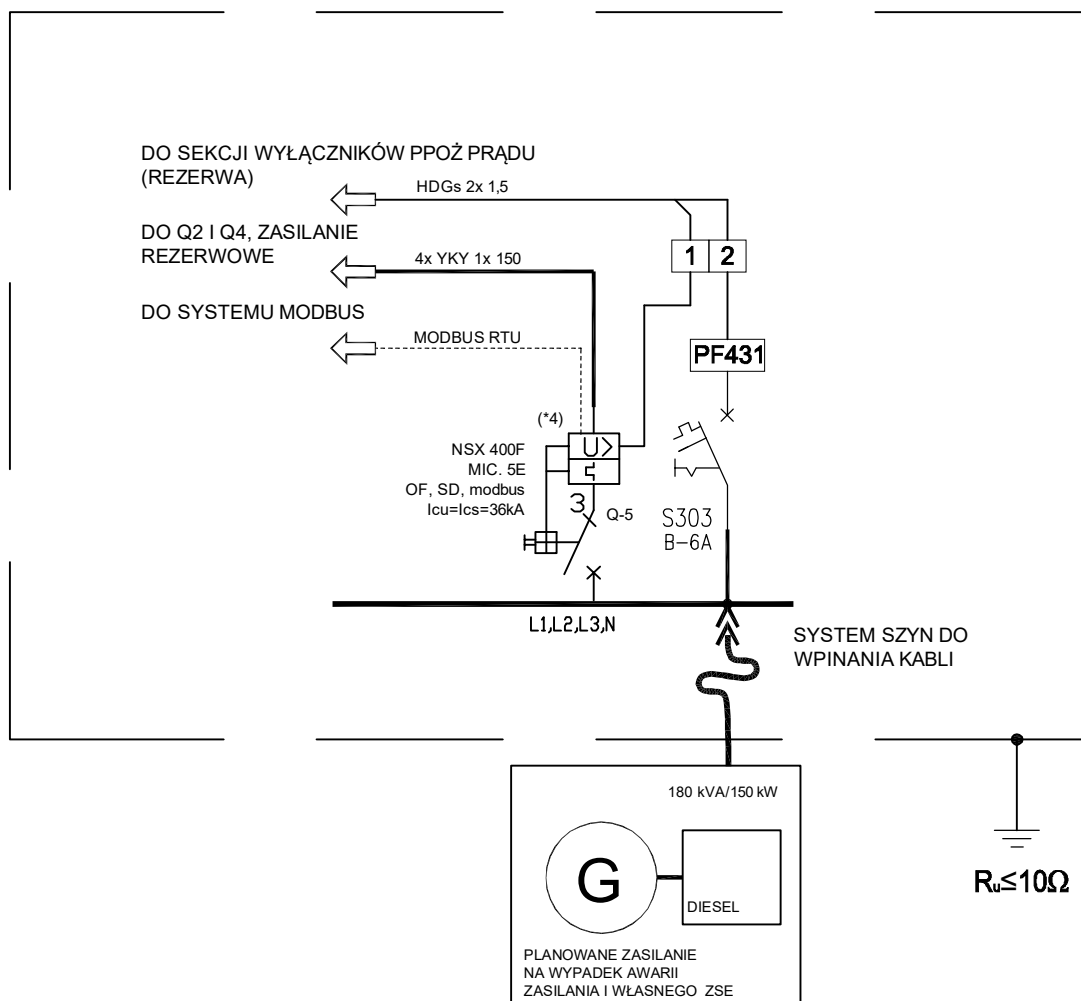 DO SEKCJI WYŁĄCZNIKÓW PPOŻ PRĄDU
(REZERWA)
HDGs 2x 1,5
DO Q2 I Q4, ZASILANIE
REZERWOWE
4x YKY 1x 150
1 2
DO SYSTEMU MODBUS
MODBUS RTU
PF431
(*4)
NSX 400F
MIC. 5E
OF, SD, modbus
Icu=Ics=36kA
U>
3
Q-5
S303
B-6A
L1,L2,L3,N
SYSTEM SZYN DO
WPINANIA KABLI
180 kVA/150 kW
G
DIESEL
PLANOWANE ZASILANIE
NA WYPADEK AWARII
ZASILANIA I WŁASNEGO ZSE
Ru≤10Ω